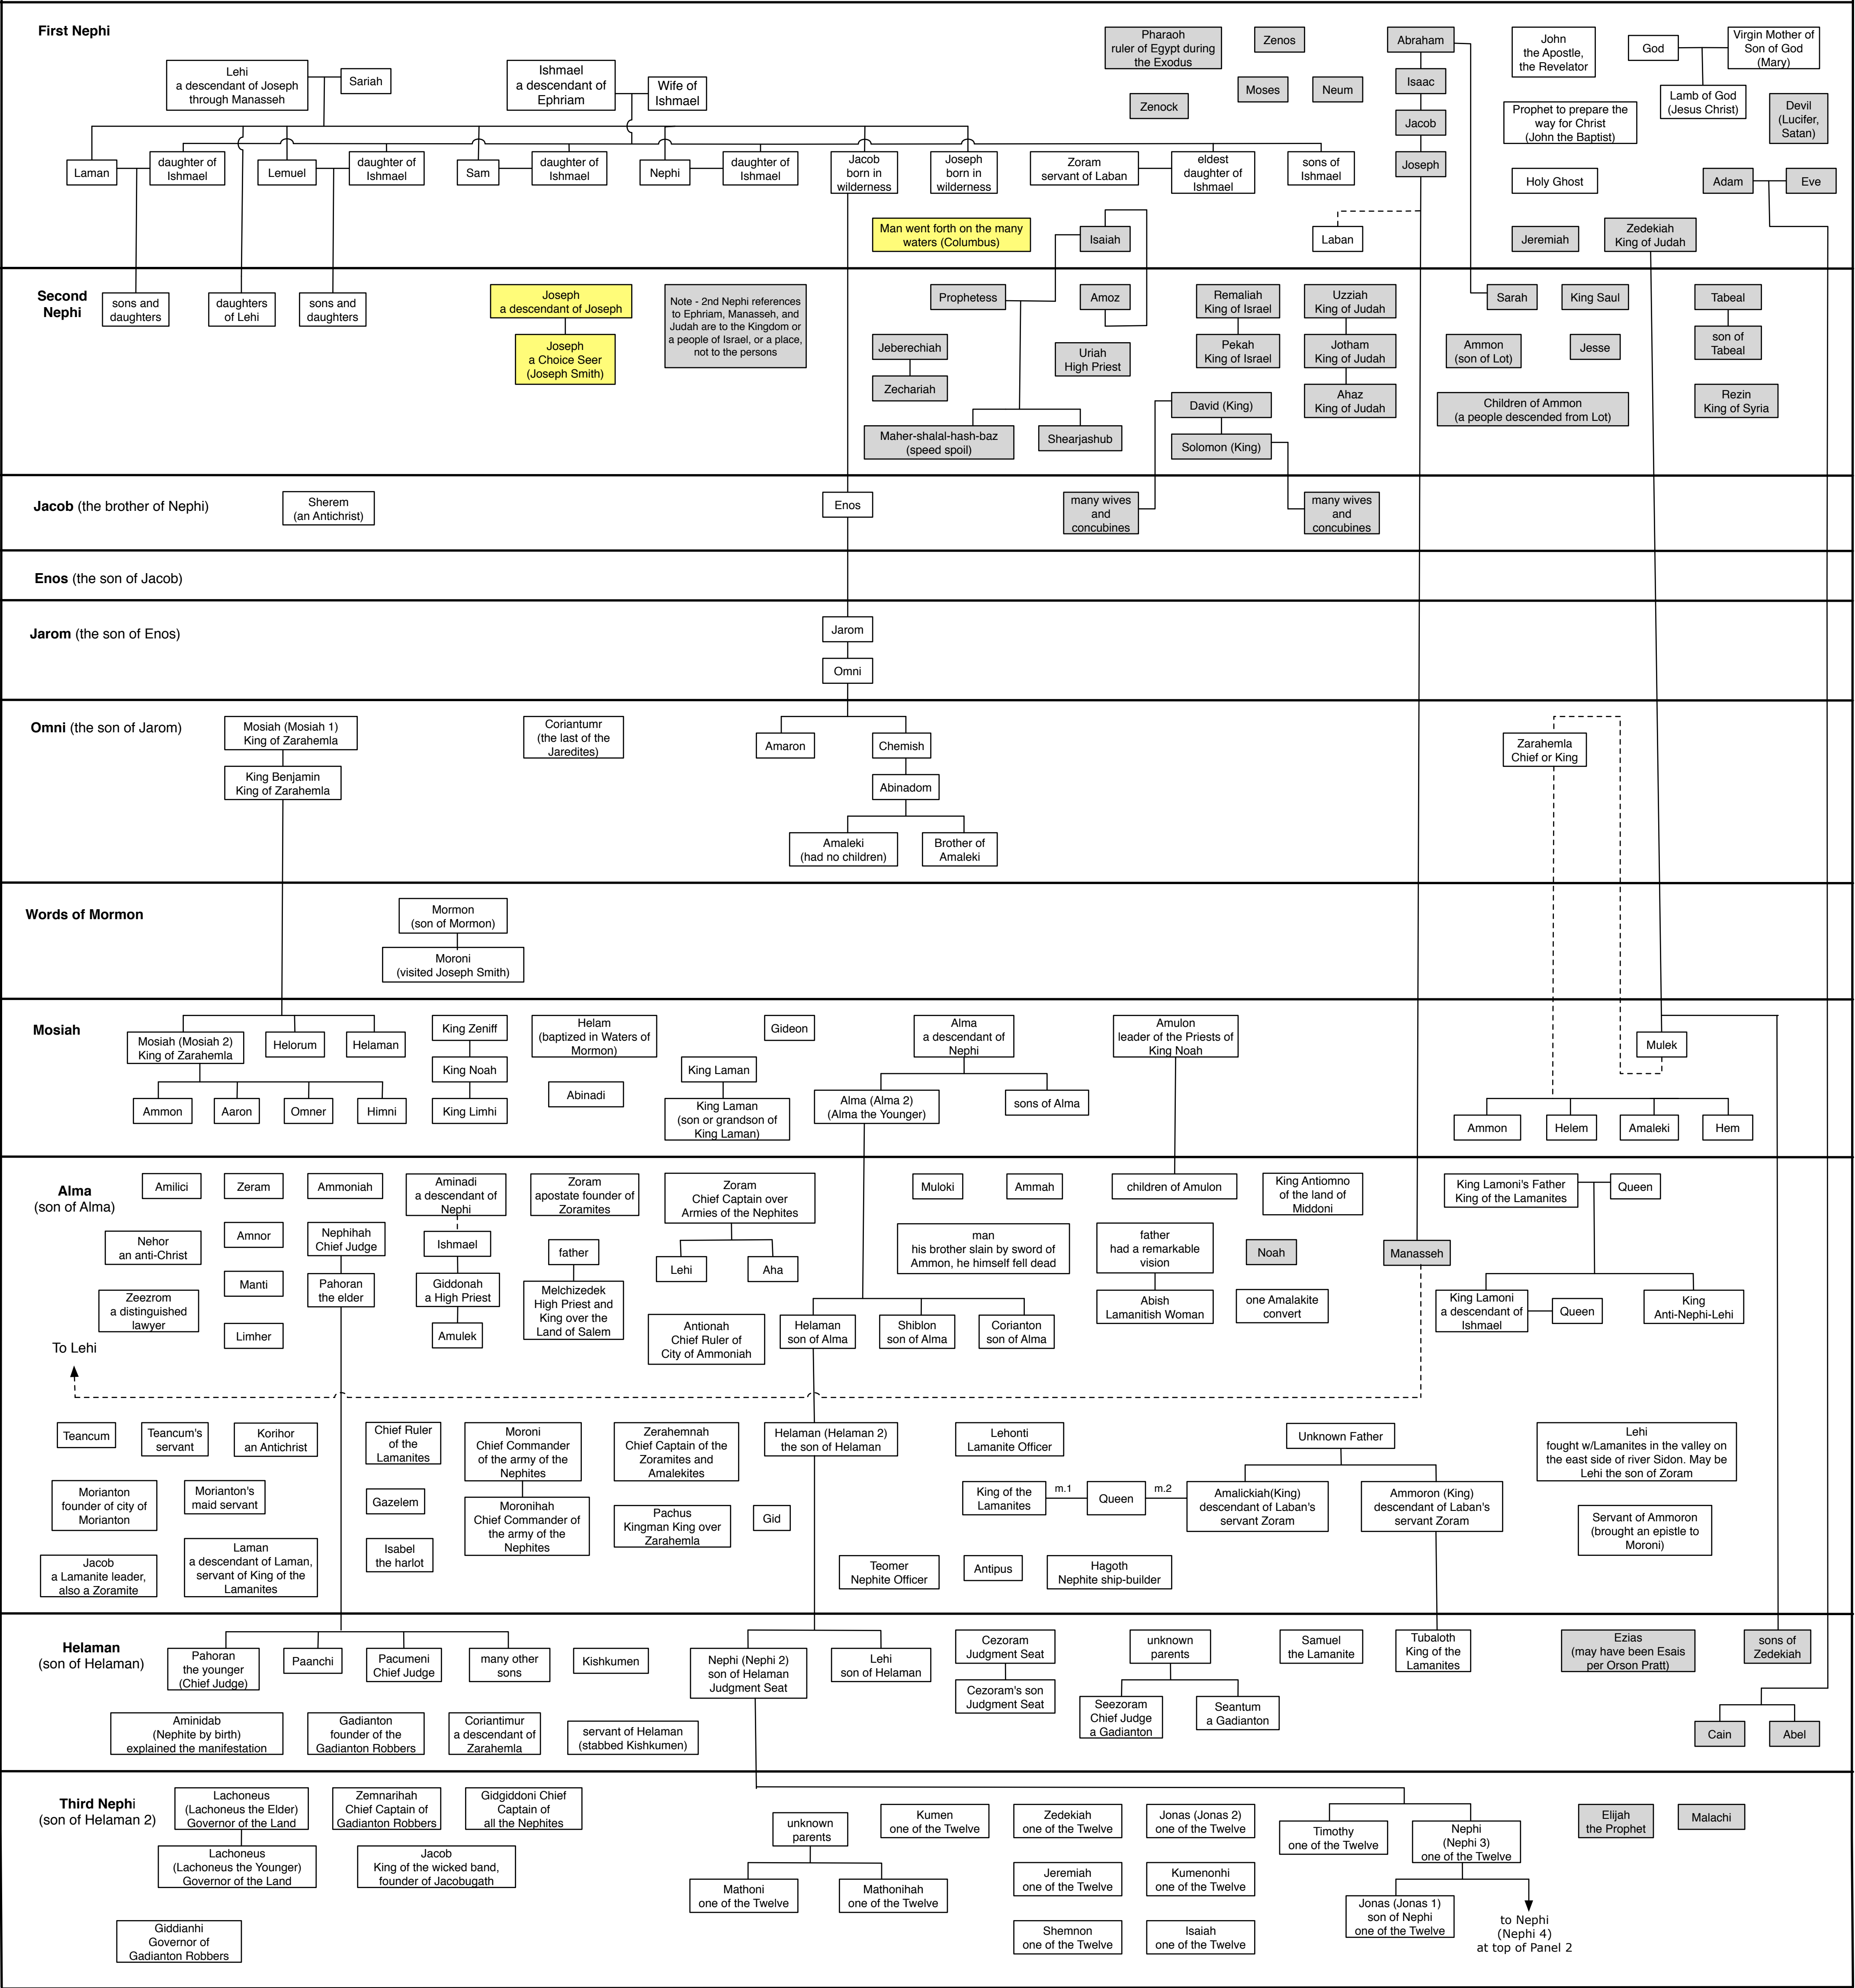 First Nephi
Lehi
a descendant of Joseph
through Manasseh
Sariah
Ishmael
a descendant of
Ephriam
Wife of
Ishmael
Pharaoh
ruler of Egypt during
the Exodus
Zenos
Moses
Neum
Zenock
Abraham
Isaac
Jacob
Joseph
John
the Apostle,
the Revelator
God
Virgin Mother of
Son of God
(Mary)
Lamb of God
(Jesus Christ)
Prophet to prepare the
way for Christ
(John the Baptist)
Devil
(Lucifer,
Satan)
Laman
daughter of
Ishmael
Lemuel
daughter of
Ishmael
Sam
daughter of
Ishmael
Nephi
daughter of
Ishmael
Jacob
born in
wilderness
Joseph
born in
wilderness
Zoram
servant of Laban
eldest
daughter of
Ishmael
sons of
Ishmael
Holy Ghost
Adam
Eve
Man went forth on the many
waters (Columbus)
Isaiah
Laban
Jeremiah
Zedekiah
King of Judah
Second
Nephi
sons and
daughters
daughters
of Lehi
sons and
daughters
Joseph
a descendant of Joseph
Joseph
a Choice Seer
(Joseph Smith)
Note - 2nd Nephi references
to Ephriam, Manasseh, and
Judah are to the Kingdom or
a people of Israel, or a place,
not to the persons
Prophetess
Amoz
Remaliah
King of Israel
Uzziah
King of Judah
Sarah
King Saul
Tabeal
Jeberechiah
Uriah
High Priest
Pekah
King of Israel
Jotham
King of Judah
Ammon
(son of Lot)
Jesse
son of
Tabeal
Zechariah
David (King)
Ahaz
King of Judah
Children of Ammon
(a people descended from Lot)
Rezin
King of Syria
Maher-shalal-hash-baz
(speed spoil)
Shearjashub
Solomon (King)
Jacob (the brother of Nephi)
Sherem
(an Antichrist)
Enos
many wives
and
concubines
many wives
and
concubines
Enos (the son of Jacob)
Jarom (the son of Enos)
Jarom
Omni
Omni (the son of Jarom)
Mosiah (Mosiah 1)
King of Zarahemla
King Benjamin
King of Zarahemla
Coriantumr
(the last of the
Jaredites)
Amaron
Chemish
Abinadom
Amaleki
(had no children)
Brother of
Amaleki
Zarahemla
Chief or King
Words of Mormon
Mormon
(son of Mormon)
Moroni
(visited Joseph Smith)
Mosiah
Mosiah (Mosiah 2)
King of Zarahemla
Helorum
Helaman
Ammon
Aaron
Omner
Himni
King Zeniff
King Noah
King Limhi
Helam
(baptized in Waters of
Mormon)
Abinadi
Gideon
King Laman
King Laman
(son or grandson of
King Laman)
Alma
a descendant of
Nephi
Alma (Alma 2)
(Alma the Younger)
sons of Alma
Amulon
leader of the Priests of
King Noah
Mulek
Ammon
Helem
Amaleki
Hem
Alma
(son of Alma)
Amilici
Zeram
Ammoniah
Aminadi
a descendant of
Nephi
Zoram
apostate founder of
Zoramites
Zoram
Chief Captain over
Armies of the Nephites
Muloki
Ammah
children of Amulon
King Antiomno
of the land of
Middoni
King Lamoni's Father
King of the Lamanites
Queen
Nehor
an anti-Christ
Amnor
Nephihah
Chief Judge
Ishmael
father
Lehi
Aha
man
his brother slain by sword of
Ammon, he himself fell dead
father
had a remarkable
vision
Noah
Manasseh
Zeezrom
a distinguished
lawyer
Manti
Pahoran
the elder
Giddonah
a High Priest
Melchizedek
High Priest and
King over the
Land of Salem
Limher
Amulek
Antionah
Chief Ruler of
City of Ammoniah
Helaman
son of Alma
Shiblon
son of Alma
Corianton
son of Alma
Abish
Lamanitish Woman
one Amalakite
convert
King Lamoni
a descendant of
Ishmael
Queen
King
Anti-Nephi-Lehi
To Lehi
Teancum
Teancum's
servant
Korihor
an Antichrist
Chief Ruler
of the
Lamanites
Moroni
Chief Commander
of the army of the
Nephites
Zerahemnah
Chief Captain of the
Zoramites and
Amalekites
Helaman (Helaman 2)
the son of Helaman
Lehonti
Lamanite Officer
Unknown Father
Lehi
fought w/Lamanites in the valley on
the east side of river Sidon. May be
Lehi the son of Zoram
Morianton
founder of city of
Morianton
Morianton's
maid servant
Gazelem
Moronihah
Chief Commander of
the army of the
Nephites
Pachus
Kingman King over
Zarahemla
Gid
King of the
Lamanites
m.1
Queen
m.2
Amalickiah(King)
descendant of Laban's
servant Zoram
Ammoron (King)
descendant of Laban's
servant Zoram
Servant of Ammoron
(brought an epistle to
Moroni)
Jacob
a Lamanite leader,
also a Zoramite
Laman
a descendant of Laman,
servant of King of the
Lamanites
Isabel
the harlot
Teomer
Nephite Officer
Antipus
Hagoth
Nephite ship-builder
Helaman
(son of Helaman)
Pahoran
the younger
(Chief Judge)
Paanchi
Pacumeni
Chief Judge
many other
sons
Kishkumen
Nephi (Nephi 2)
son of Helaman
Judgment Seat
Lehi
son of Helaman
Cezoram
Judgment Seat
Cezoram's son
Judgment Seat
unknown
parents
Seezoram
Chief Judge
a Gadianton
Seantum
a Gadianton
Samuel
the Lamanite
Tubaloth
King of the
Lamanites
Ezias
(may have been Esais
per Orson Pratt)
sons of
Zedekiah
Aminidab
(Nephite by birth)
explained the manifestation
Gadianton
founder of the
Gadianton Robbers
Coriantimur
a descendant of
Zarahemla
servant of Helaman
(stabbed Kishkumen)
Cain
Abel
Third Nephi
(son of Helaman 2)
Lachoneus
(Lachoneus the Elder)
Governor of the Land
Zemnarihah
Chief Captain of
Gadianton Robbers
Gidgiddoni Chief
Captain of
all the Nephites
Lachoneus
(Lachoneus the Younger)
Governor of the Land
Jacob
King of the wicked band,
founder of Jacobugath
Giddianhi
Governor of
Gadianton Robbers
unknown
parents
Mathoni
one of the Twelve
Mathonihah
one of the Twelve
Kumen
one of the Twelve
Zedekiah
one of the Twelve
Jonas (Jonas 2)
one of the Twelve
Jeremiah
one of the Twelve
Kumenonhi
one of the Twelve
Shemnon
one of the Twelve
Isaiah
one of the Twelve
Timothy
one of the Twelve
Nephi
(Nephi 3)
one of the Twelve
Jonas (Jonas 1)
son of Nephi
one of the Twelve
to Nephi
(Nephi 4)
at top of Panel 2
Elijah
the Prophet
Malachi